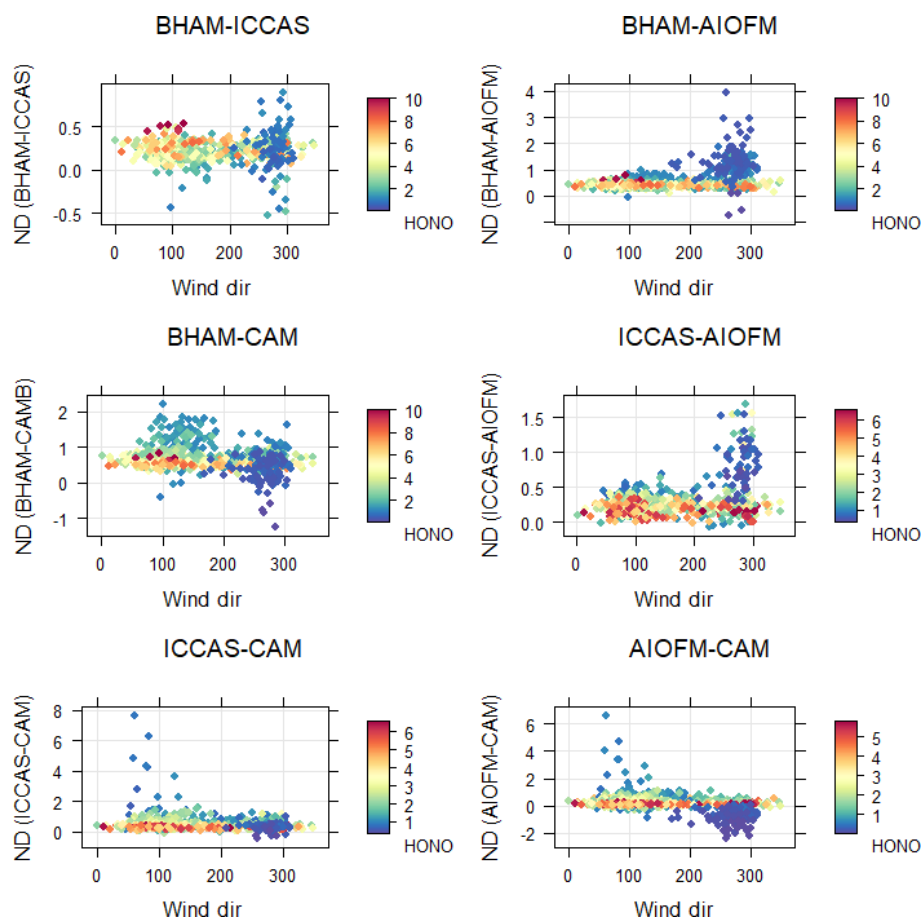 BHAM-ICCAS
ND (BHAM-ICCAS)
0.5
0.0
-0.5
0 100 200 300
Wind dir
10
8
6
4
2
HONO
BHAM-AIOFM
ND (BHAM-AIOFM)
4
3
2
1
0
0 100 200 300
Wind dir
10
8
6
4
2
HONO
BHAM-CAM
ND (BHAM-CAMB)
2
1
0
-1
0 100 200 300
Wind dir
10
8
6
4
2
HONO
ICCAS-AIOFM
ND (ICCAS-AIOFM)
1.5
1.0
0.5
0.0
0 100 200 300
Wind dir
6
5
4
3
2
1
HONO
ICCAS-CAM
ND (ICCAS-CAM)
8
6
4
2
0
0 100 200 300
Wind dir
6
5
4
3
2
1
HONO
AIOFM-CAM
ND (AIOFM-CAM)
6
4
2
0
-2
0 100 200 300
Wind dir
5
4
3
2
1
HONO